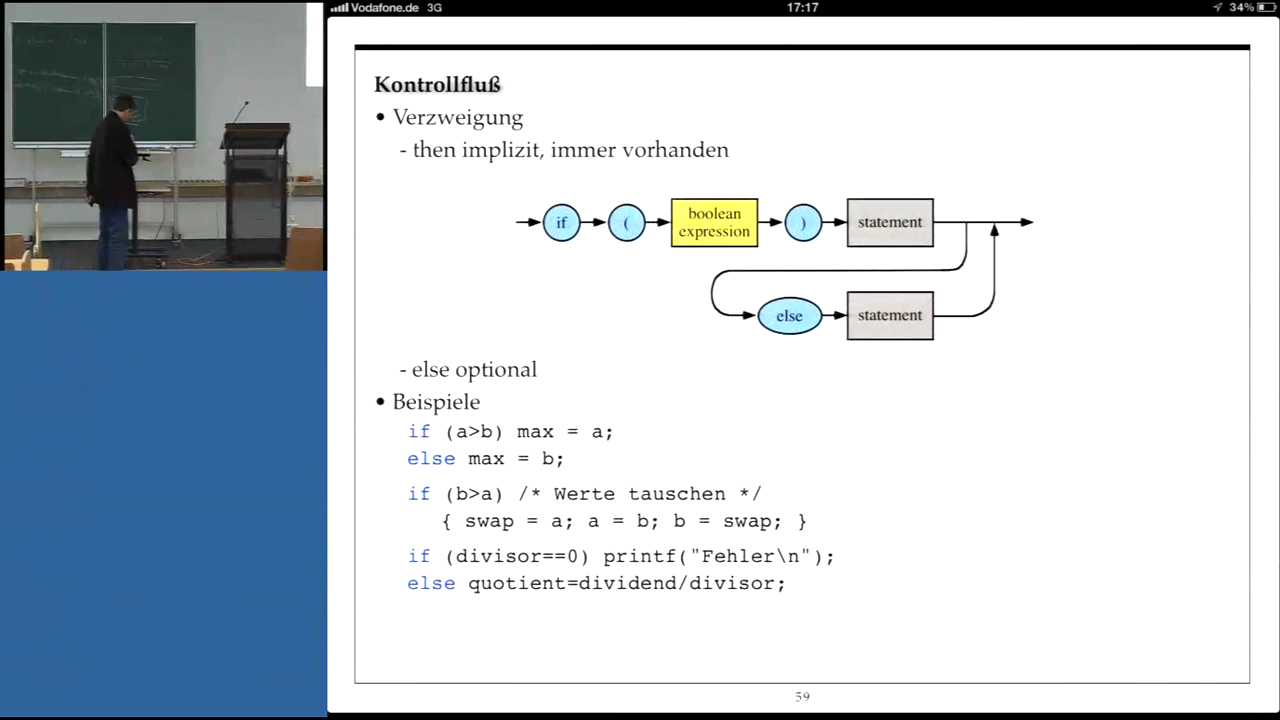 Vodafone.de 3G 17:17 34%
Kontrollfluß
• Verzweigung
- then implizit, immer vorhanden
if ( boolean expression ) statement
else statement
- else optional
• Beispiele
if (a>b) max = a;
else max = b;
if (b>a) /* Werte tauschen */
{ swap = a; a = b; b = swap; }
if (divisor==0) printf("Fehler\n");
else quotient=dividend/divisor;
59